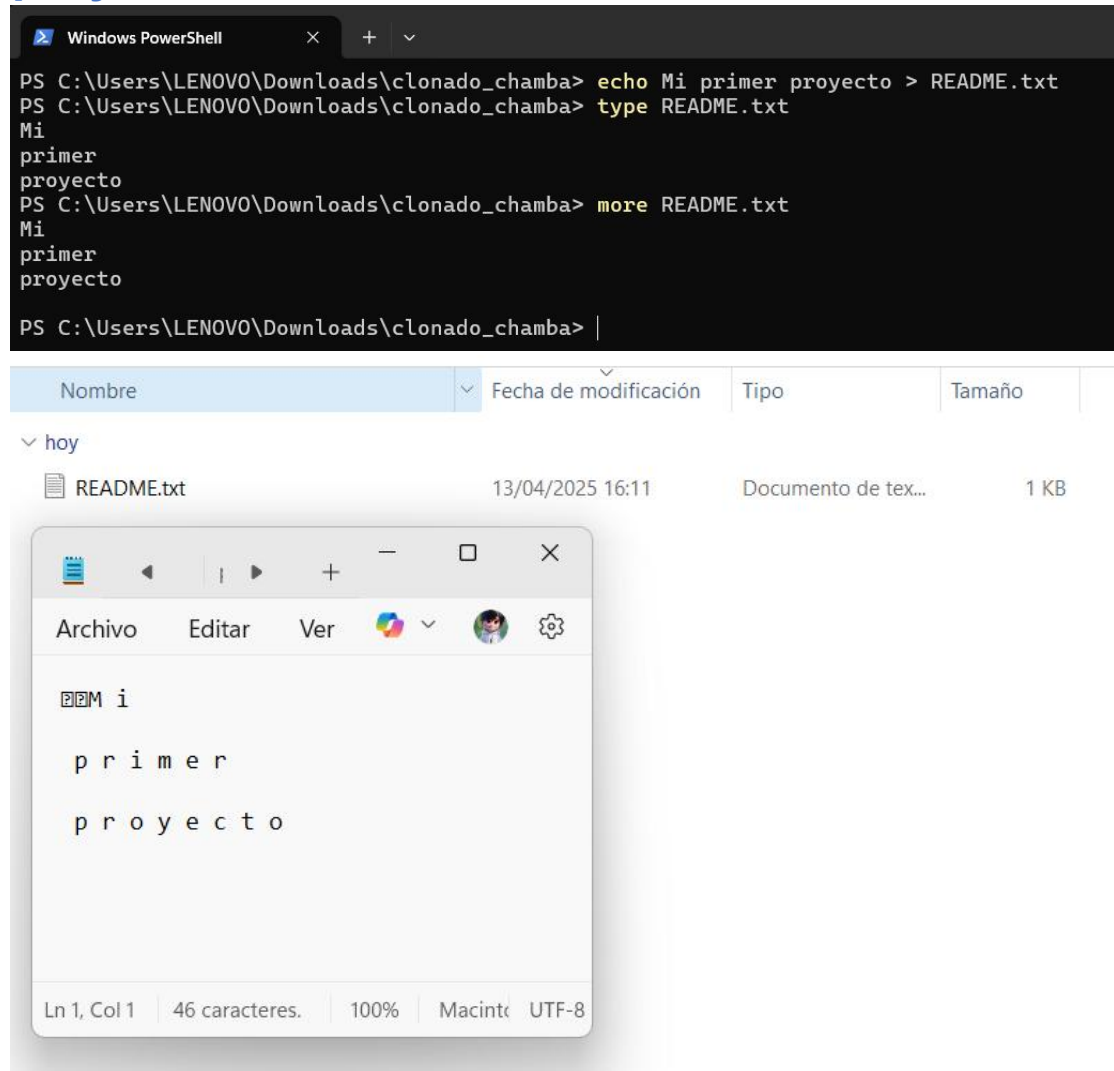 Windows PowerShell
PS C:\Users\LENOVO\Downloads\clonado_chamba> echo Mi primer proyecto > README.txt
PS C:\Users\LENOVO\Downloads\clonado_chamba> type README.txt
Mi
primer
proyecto
PS C:\Users\LENOVO\Downloads\clonado_chamba> more README.txt
Mi
primer
proyecto
PS C:\Users\LENOVO\Downloads\clonado_chamba>
Nombre Fecha de modificación Tipo Tamaño
hoy
README.txt 13/04/2025 16:11 Documento de tex... 1 KB
Archivo Editar Ver
M i
p r i m e r
p r o y e c t o
Ln 1, Col 1 46 caracteres. 100% Macint UTF-8